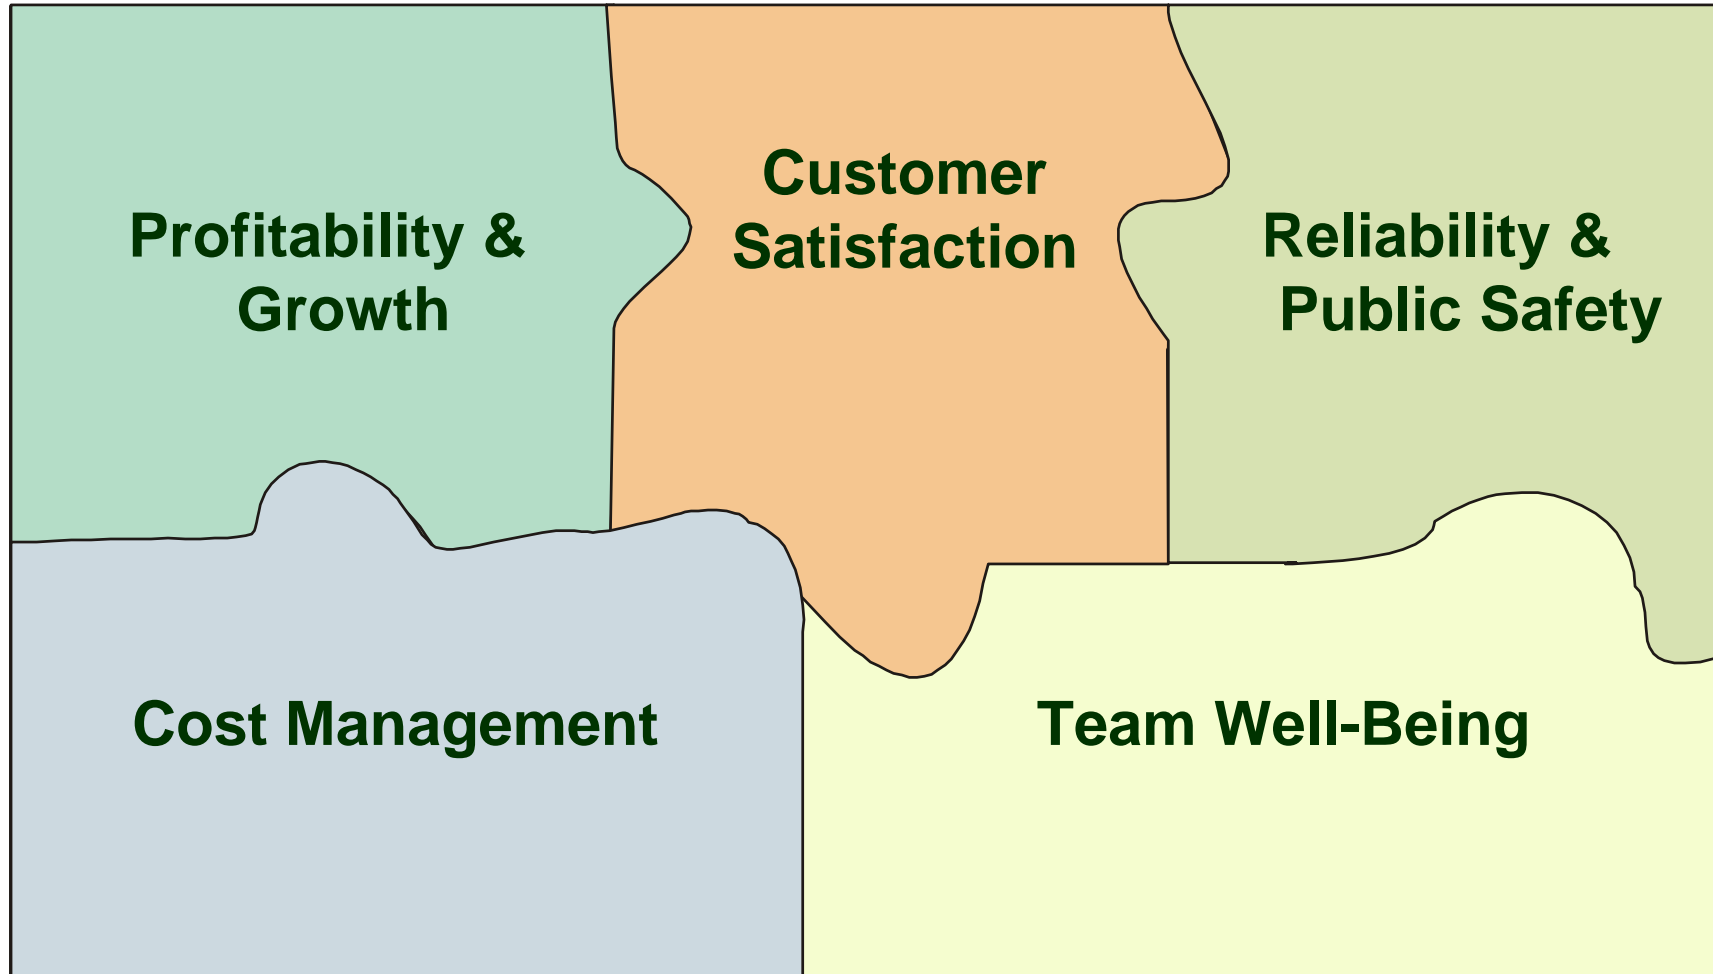 Profitability &
Growth
Customer
Satisfaction
Reliability &
Public Safety
Cost Management
Team Well-Being